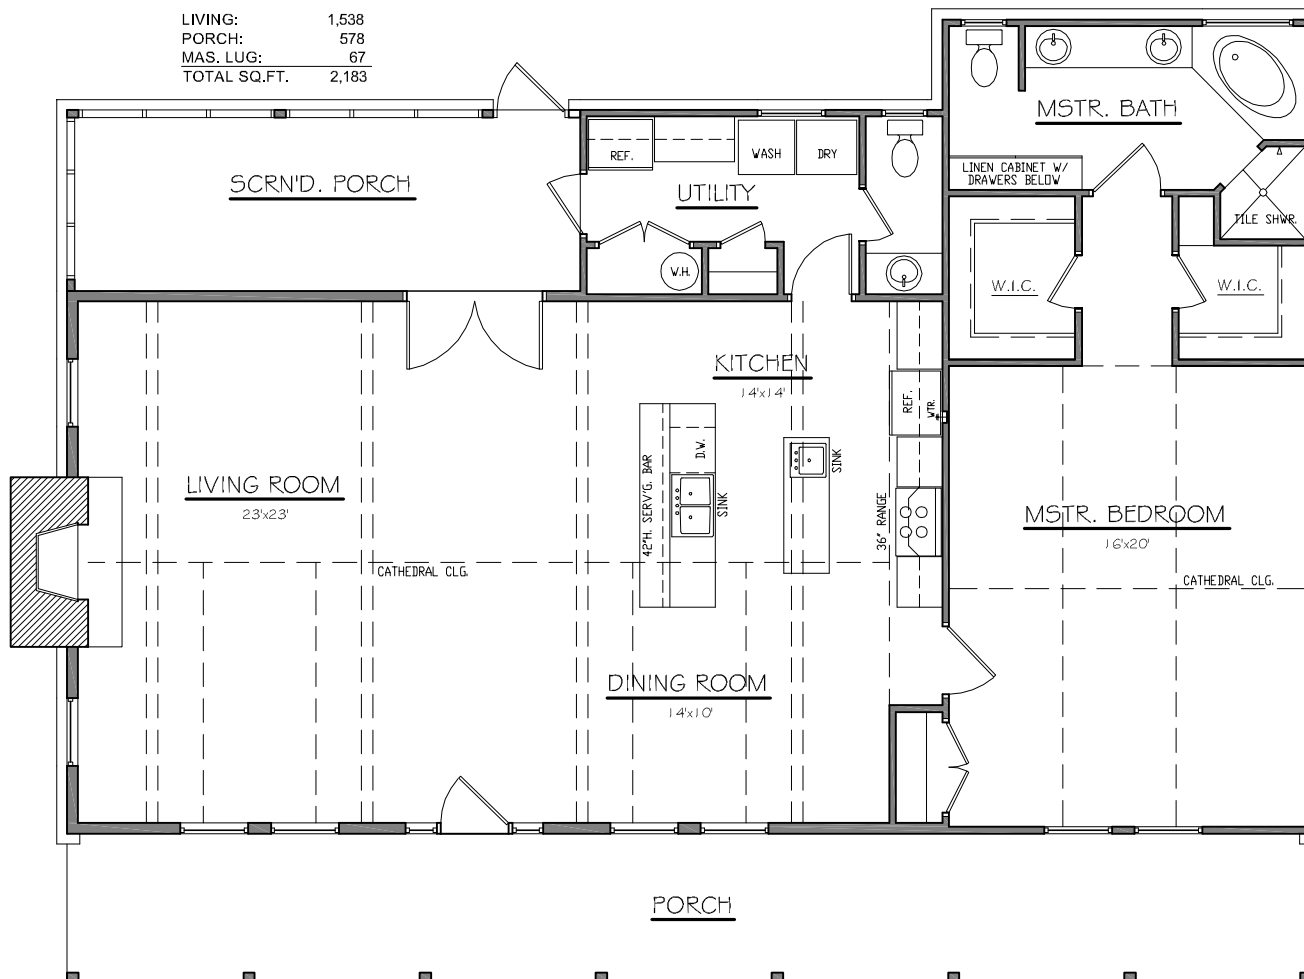 LIVING: 1,538
PORCH: 578
MAS. LUG: 67
TOTAL SQ.FT. 2,183
MSTR. BATH
REF.
WASH
DRY
LINEN CABINET W/
DRAWERS BELOW
SCRN'D. PORCH
UTILITY
TILE SHWR.
W.H.
W.I.C.
W.I.C.
KITCHEN
14'x14'
REF.
WTR.
D.W.
42"H. SERV'G. BAR
SINK
SINK
36" RANGE
LIVING ROOM
23'x23'
MSTR. BEDROOM
16'x20'
CATHEDRAL CLG.
CATHEDRAL CLG.
DINING ROOM
14'x10'
PORCH